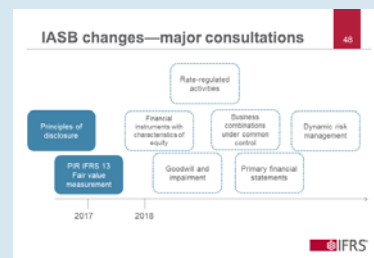 IASB changes—major consultations
48
Rate-regulated
activities
Principles of
disclosure
Financial
instruments with
characteristics of
equity
Business
combinations
under common
control
Dynamic risk
management
PIR IFRS 13
Fair value
measurement
Goodwill and
impairment
Primary financial
statements
2017
2018
IFRS®